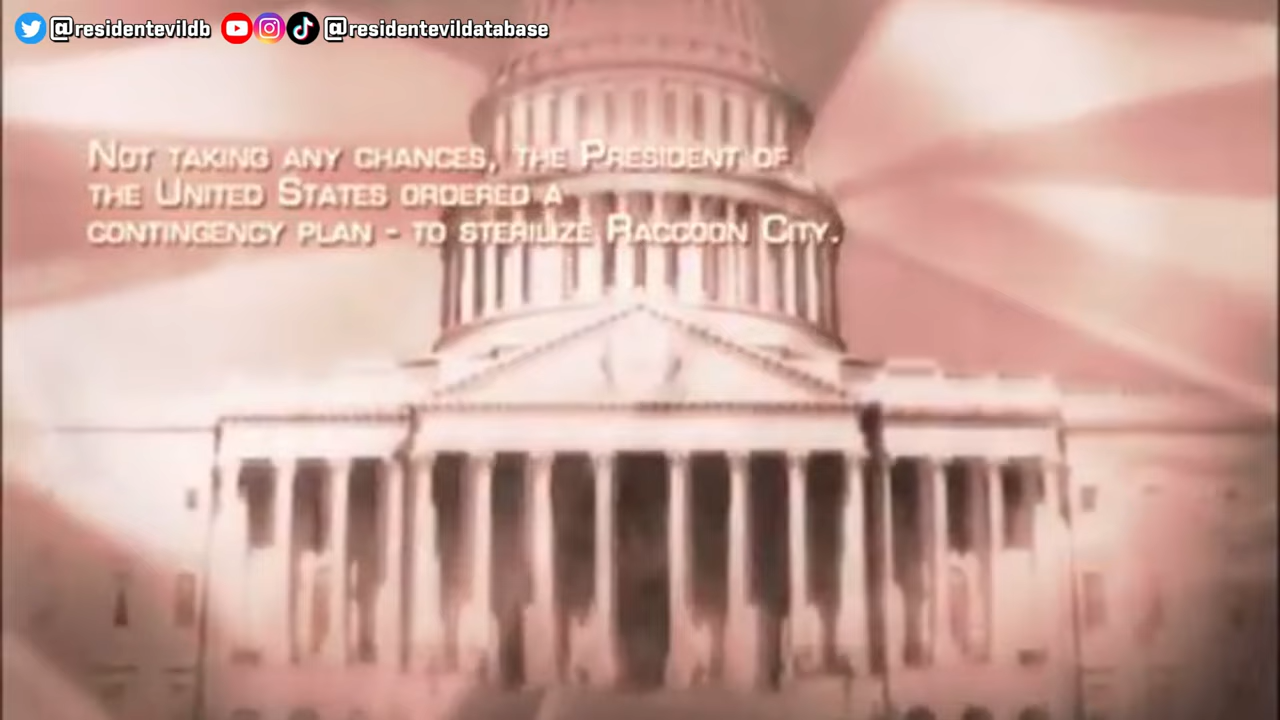 @residentevildb @residentevildatabase
Not taking any chances, the President of
the United States ordered a
contingency plan - to sterilize Raccoon City.